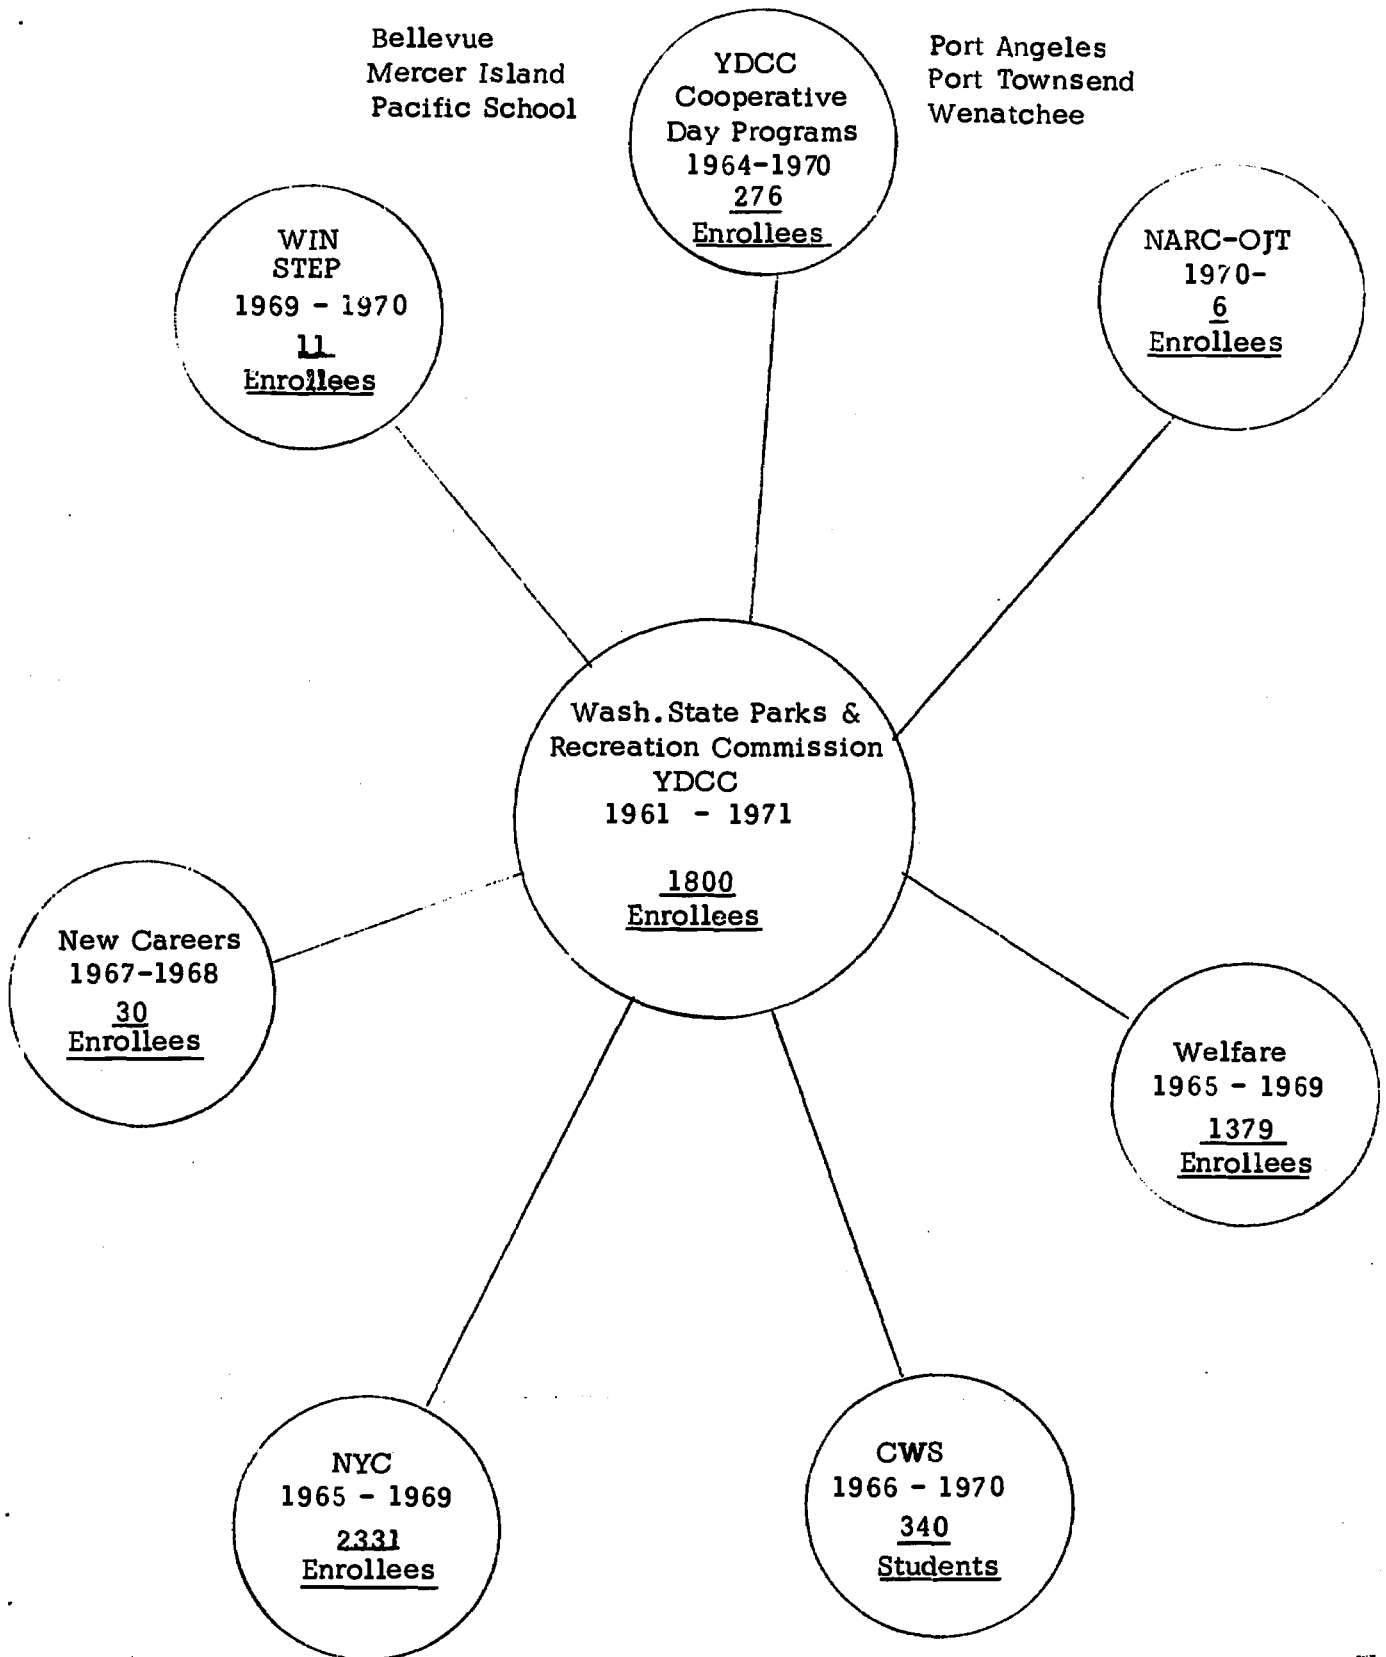 Bellevue
Mercer Island
Pacific School
YDCC
Cooperative
Day Programs
1964-1970
276
Enrollees
Port Angeles
Port Townsend
Wenatchee
WIN
STEP
1969 - 1970
11
Enrollees
NARC-OJT
1970-
6
Enrollees
Wash. State Parks &
Recreation Commission
YDCC
1961 - 1971
1800
Enrollees
New Careers
1967-1968
30
Enrollees
Welfare
1965 - 1969
1379
Enrollees
NYC
1965 - 1969
2331
Enrollees
CWS
1966 - 1970
340
Students